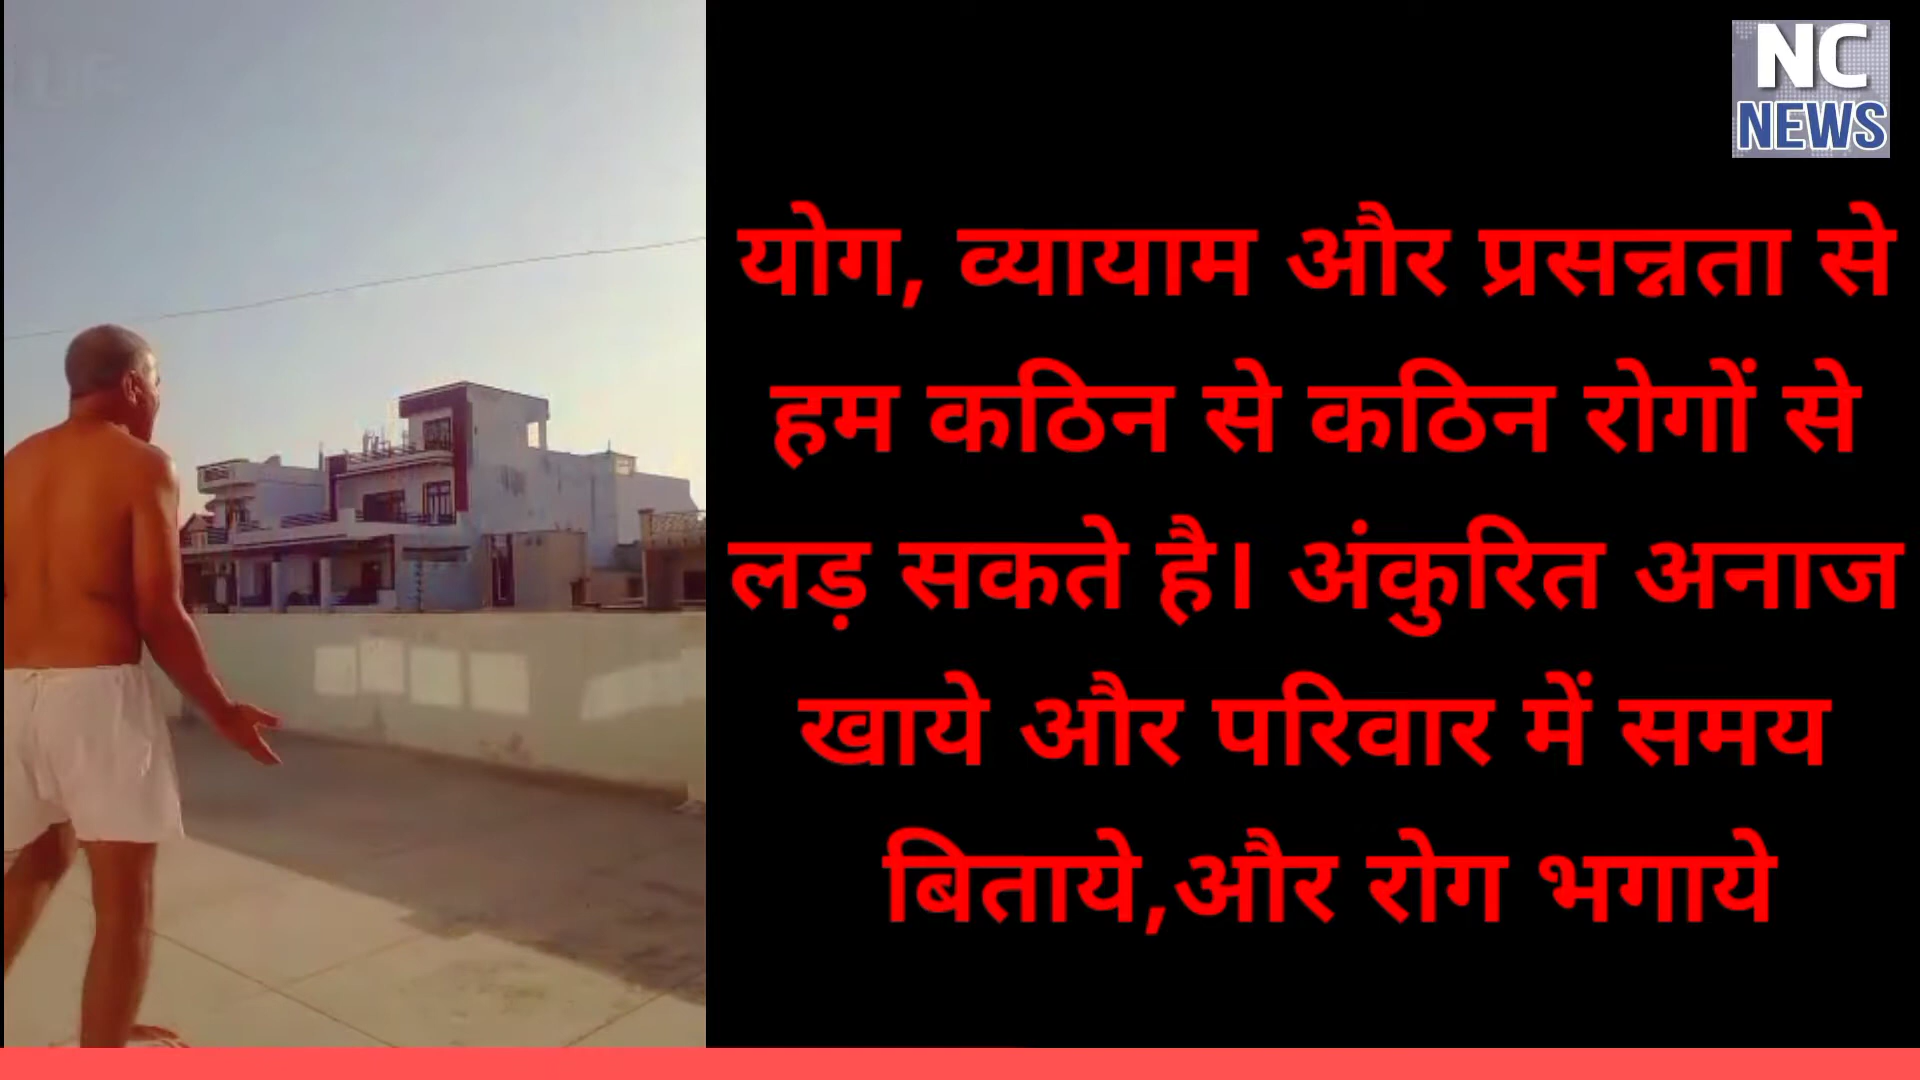 NC
NEWS
योग, व्यायाम और प्रसन्नता से
हम कठिन से कठिन रोगों से
लड़ सकते है। अंकुरित अनाज
खाये और परिवार में समय
बिताये,और रोग भगाये